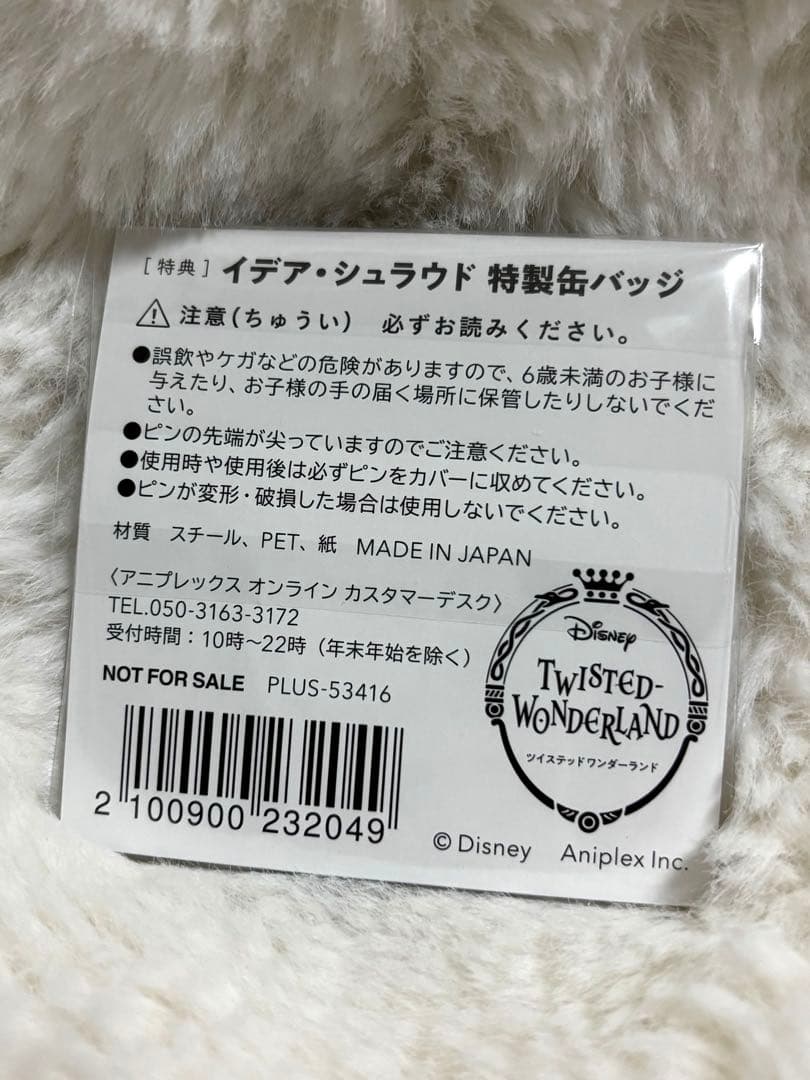 [特典] イデア・シュラウド 特製缶バッジ
注意(ちゅうい) 必ずお読みください。
●誤飲やケガなどの危険がありますので、6歳未満のお子様に
与えたり、お子様の手の届く場所に保管したりしないでくだ
さい。
●ピンの先端が尖っていますのでご注意ください。
●使用時や使用後は必ずピンをカバーに収めてください。
●ピンが変形・破損した場合は使用しないでください。
材質 スチール、PET、紙 MADE IN JAPAN
〈アニプレックス オンライン カスタマーデスク〉
TEL.050-3163-3172
受付時間：10時～22時（年末年始を除く）
NOT FOR SALE PLUS-53416
2 100900 232049
Disney
TWISTED-
WONDERLAND
ツイステッドワンダーランド
© Disney Aniplex Inc.